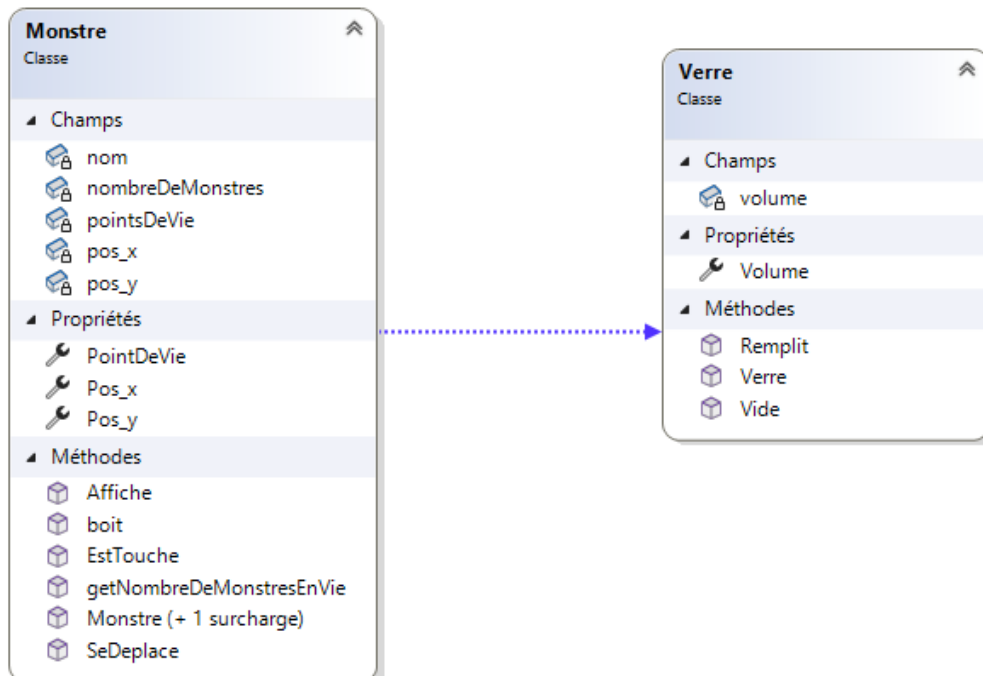 Monstre
Classe
Champs
nom
nombreDeMonstres
pointsDeVie
pos_x
pos_y
Propriétés
PointDeVie
Pos_x
Pos_y
Méthodes
Affiche
boit
EstTouche
getNombreDeMonstresEnVie
Monstre (+ 1 surcharge)
SeDeplace
Verre
Classe
Champs
volume
Propriétés
Volume
Méthodes
Remplit
Verre
Vide